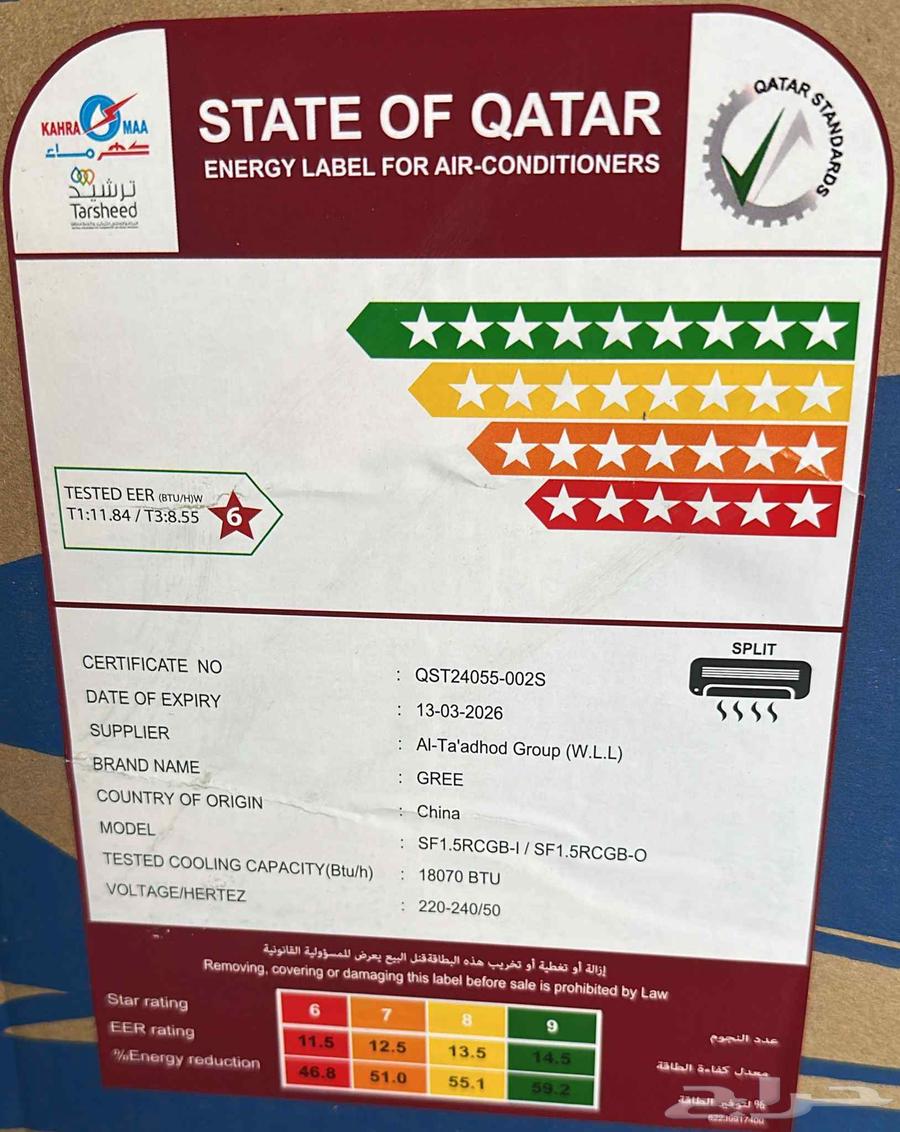 KAHRA MAA
كهرماء
ترشيد
Tarsheed
STATE OF QATAR
ENERGY LABEL FOR AIR-CONDITIONERS
QATAR STANDARDS
TESTED EER (BTU/H)W
T1:11.84 / T3:8.55
6
SPLIT
CERTIFICATE NO : QST24055-002S
DATE OF EXPIRY : 13-03-2026
SUPPLIER : Al-Ta'adhod Group (W.L.L)
BRAND NAME : GREE
COUNTRY OF ORIGIN : China
MODEL : SF1.5RCGB-I / SF1.5RCGB-O
TESTED COOLING CAPACITY(Btu/h) : 18070 BTU
VOLTAGE/HERTEZ : 220-240/50
إزالة أو تغطية أو تخريب هذه البطاقة قبل البيع يعرض للمسؤولية القانونية
Removing, covering or damaging this label before sale is prohibited by Law
Star rating 6 7 8 9 عدد النجوم
EER rating 11.5 12.5 13.5 14.5 معدل كفاءة الطاقة
%Energy reduction 46.8 51.0 55.1 59.2 % لتوفير الطاقة
حراج